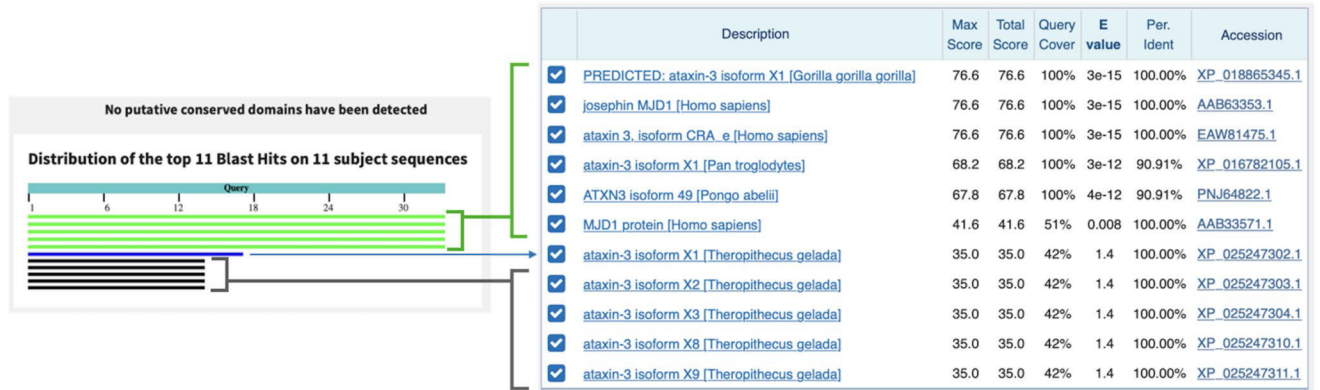 No putative conserved domains have been detected
Distribution of the top 11 Blast Hits on 11 subject sequences
Query
1 6 12 18 24 30
Description Max Score Total Score Query Cover E value Per. Ident Accession
PREDICTED: ataxin-3 isoform X1 [Gorilla gorilla gorilla] 76.6 76.6 100% 3e-15 100.00% XP_018865345.1
josephin MJD1 [Homo sapiens] 76.6 76.6 100% 3e-15 100.00% AAB63353.1
ataxin 3, isoform CRA_e [Homo sapiens] 76.6 76.6 100% 3e-15 100.00% EAW81475.1
ataxin-3 isoform X1 [Pan troglodytes] 68.2 68.2 100% 3e-12 90.91% XP_016782105.1
ATXN3 isoform 49 [Pongo abelii] 67.8 67.8 100% 4e-12 90.91% PNJ64822.1
MJD1 protein [Homo sapiens] 41.6 41.6 51% 0.008 100.00% AAB33571.1
ataxin-3 isoform X1 [Theropithecus gelada] 35.0 35.0 42% 1.4 100.00% XP_025247302.1
ataxin-3 isoform X2 [Theropithecus gelada] 35.0 35.0 42% 1.4 100.00% XP_025247303.1
ataxin-3 isoform X3 [Theropithecus gelada] 35.0 35.0 42% 1.4 100.00% XP_025247304.1
ataxin-3 isoform X8 [Theropithecus gelada] 35.0 35.0 42% 1.4 100.00% XP_025247310.1
ataxin-3 isoform X9 [Theropithecus gelada] 35.0 35.0 42% 1.4 100.00% XP_025247311.1